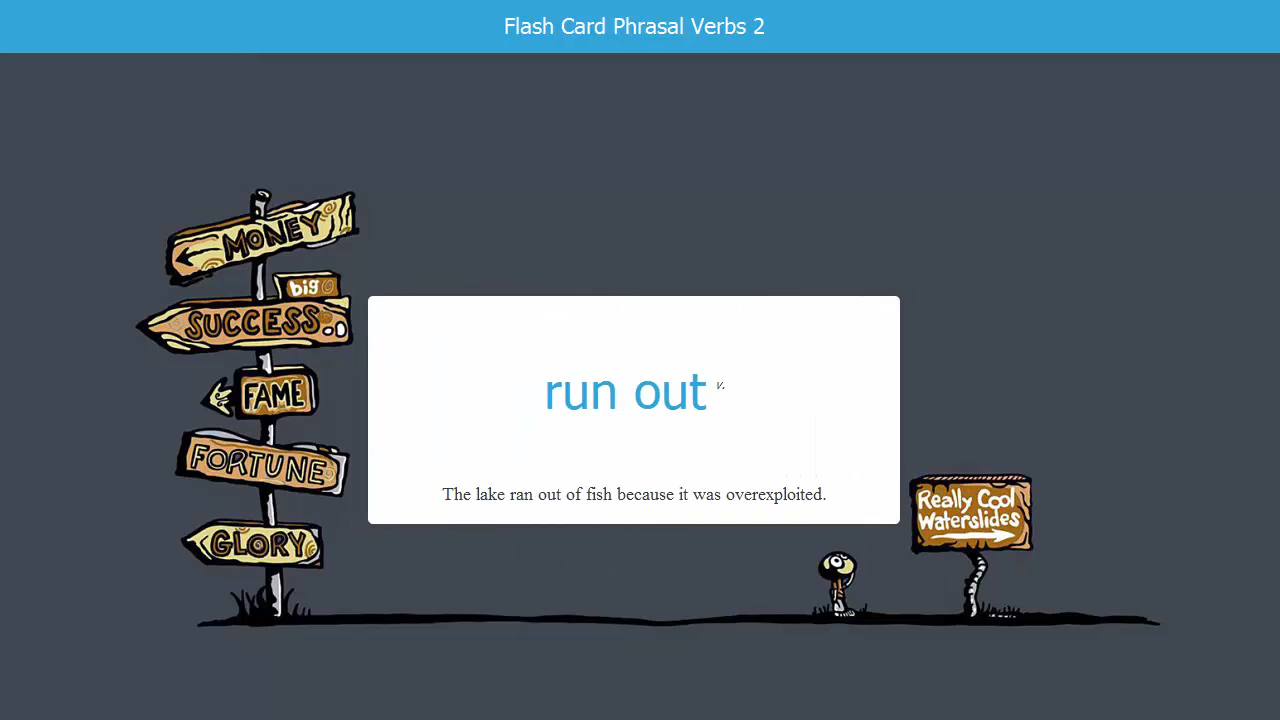 Flash Card Phrasal Verbs 2
MONEY
big
SUCCESS
FAME
FORTUNE
GLORY
run out v.
The lake ran out of fish because it was overexploited.
Really Cool
Waterslides